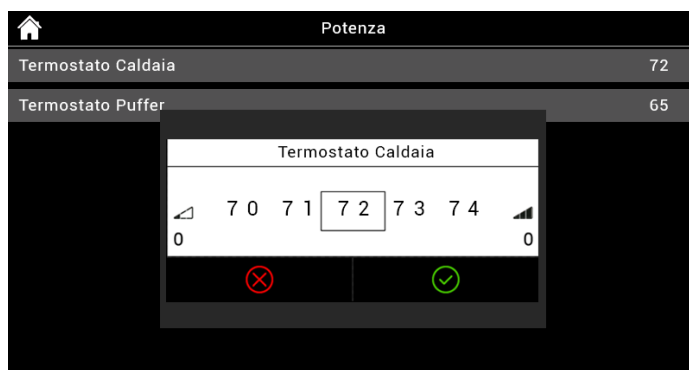 Potenza
Termostato Caldaia 72
Termostato Puffer 65
Termostato Caldaia
70 71 72 73 74
0 0